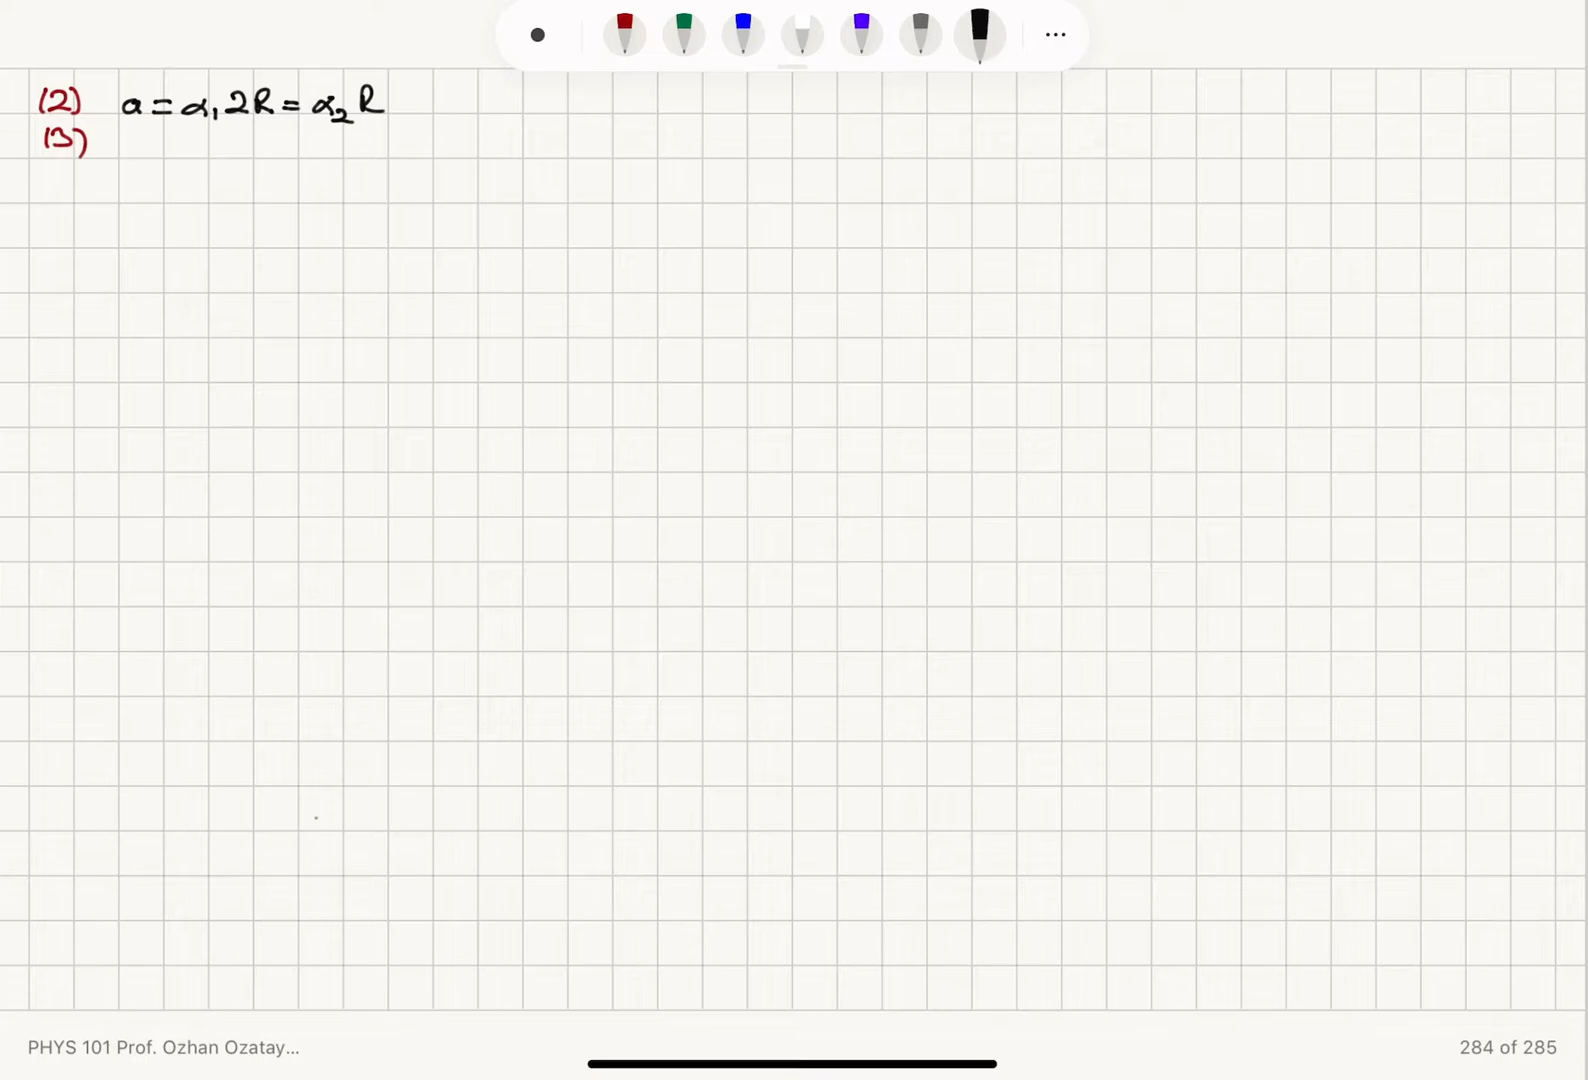 (2) a = α₁2R = α₂R
(3)
PHYS 101 Prof. Ozhan Ozatay...
284 of 285